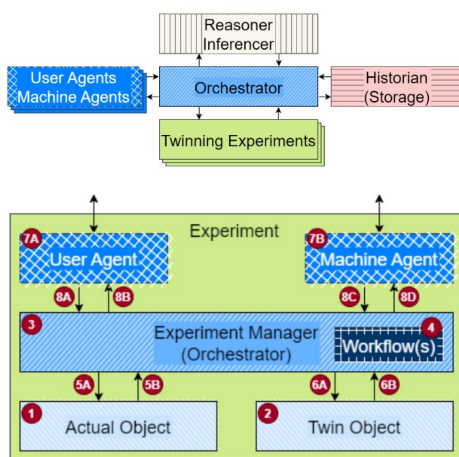 Reasoner
Inferencer
User Agents
Machine Agents
Orchestrator
Historian
(Storage)
Twinning Experiments
7A
Experiment
7B
User Agent
Machine Agent
8A
8B
8C
8D
3
4
Experiment Manager
(Orchestrator)
Workflow(s)
5A
5B
6A
6B
1
Actual Object
2
Twin Object